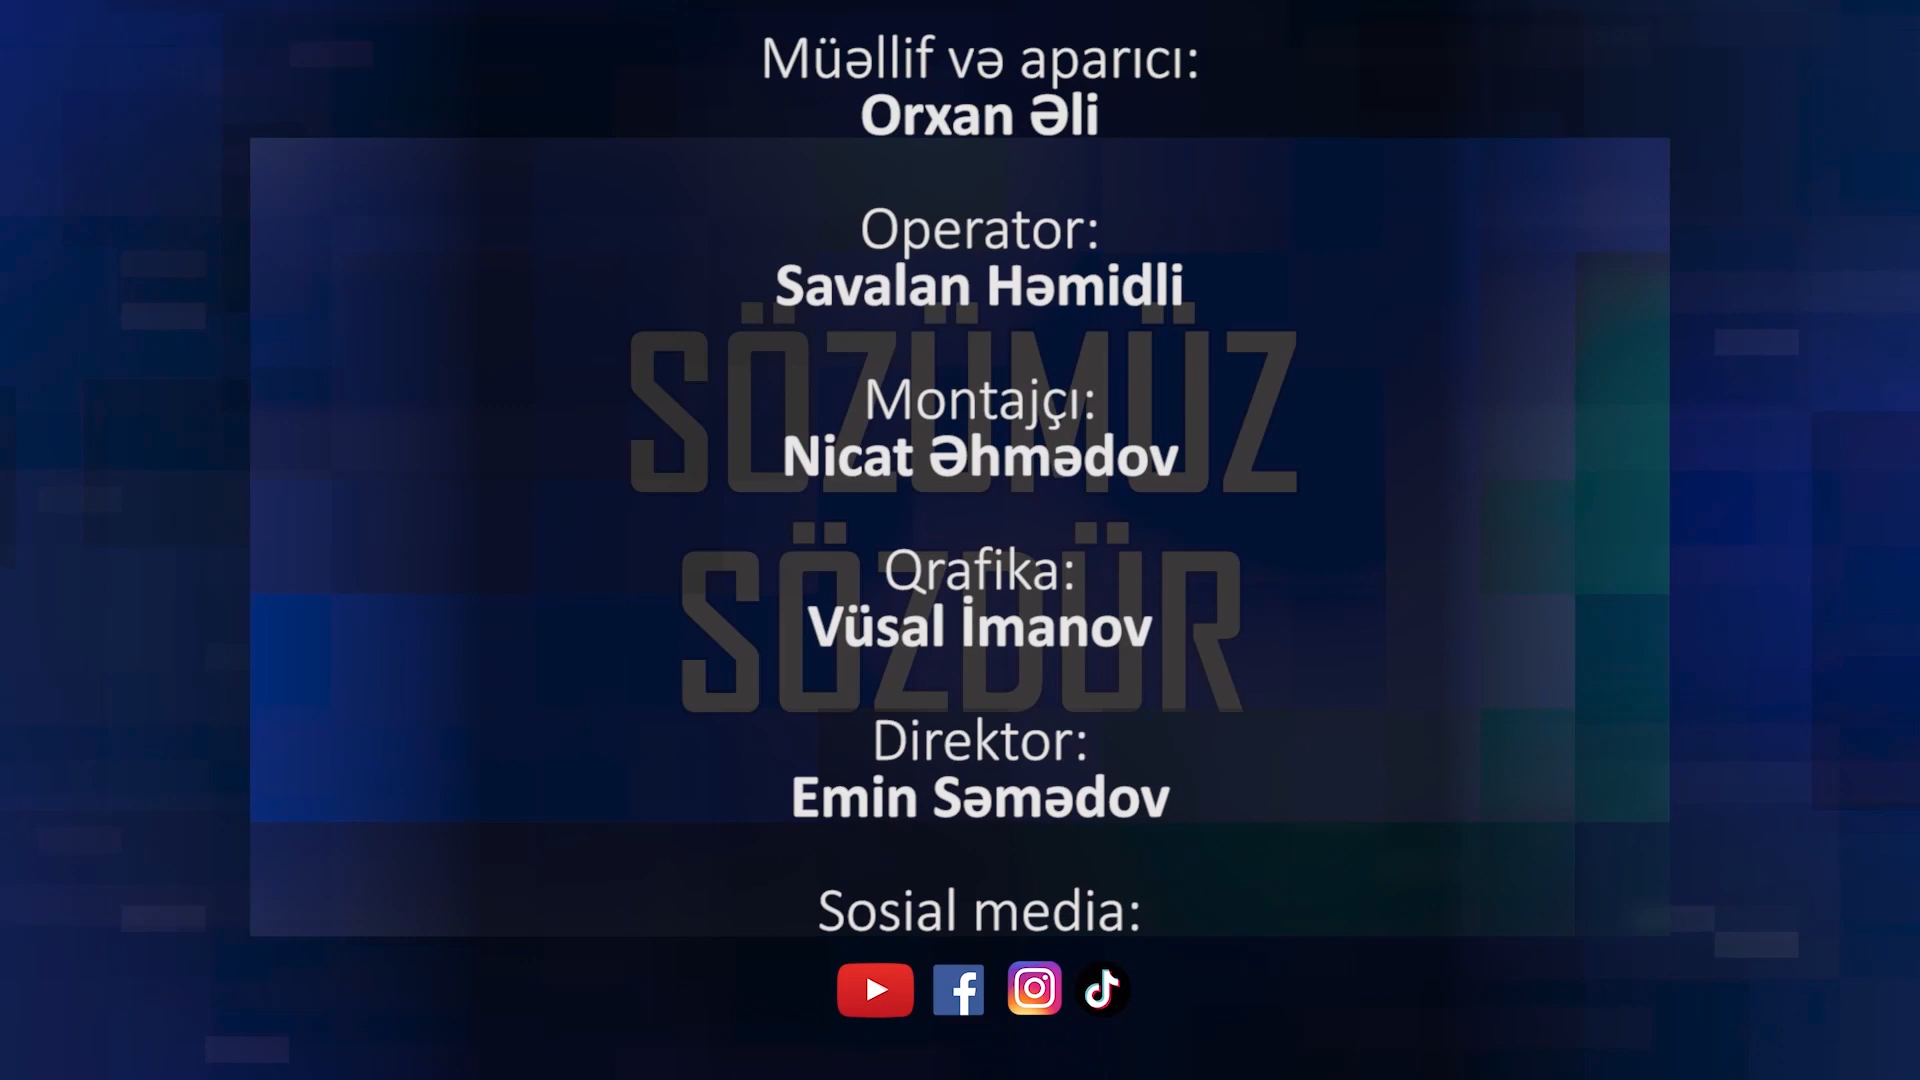 Müəllif və aparıcı:
Orxan Əli
Operator:
Savalan Həmidli
SÖZÜMÜZ
Montajçı:
Nicat Əhmədov
Qrafika:
Vüsal İmanov
SÖZDÜR
Direktor:
Emin Səmədov
Sosial media: